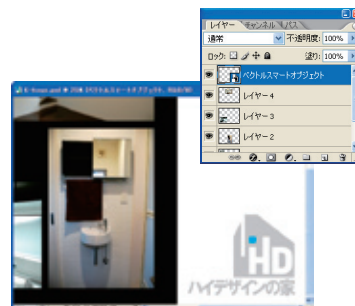 レイヤー チャンネル パス
通常 不透明度: 100%
ロック: 塗り: 100%
ベクトルスマートオブジェクト
レイヤー 4
レイヤー 3
レイヤー 2
HD
ハイデザインの家